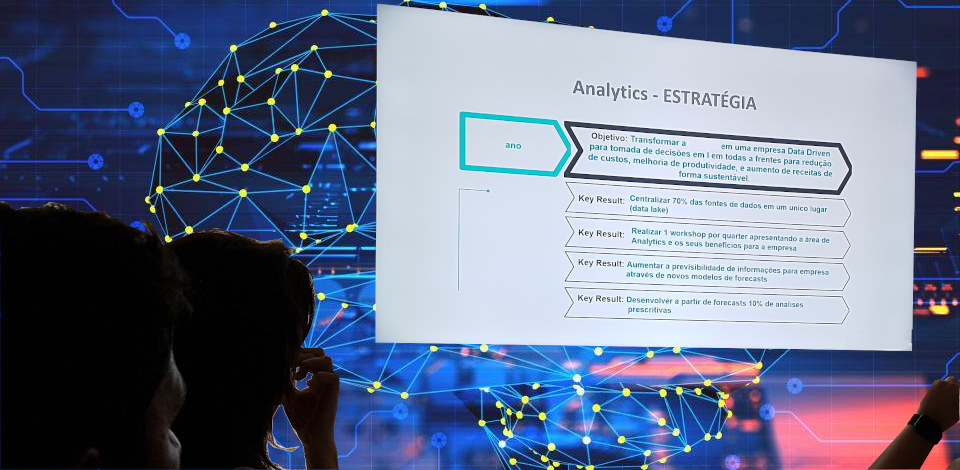 Analytics - ESTRATÉGIA
ano
Objetivo: Transformar a em uma empresa Data Driven
para tomada de decisões em I em todas a frentes para redução
de custos, melhoria de produtividade, e aumento de receitas de
forma sustentável.
Key Result: Centralizar 70% das fontes de dados em um unico lugar
(data lake)
Key Result: Realizar 1 workshop por quarter apresentando a área de
Analytics e os seus benefícios para a empresa
Key Result: Aumentar a previsibilidade de informações para empresa
através de novos modelos de forecasts
Key Result: Desenvolver a partir de forecasts 10% de analises
prescritivas